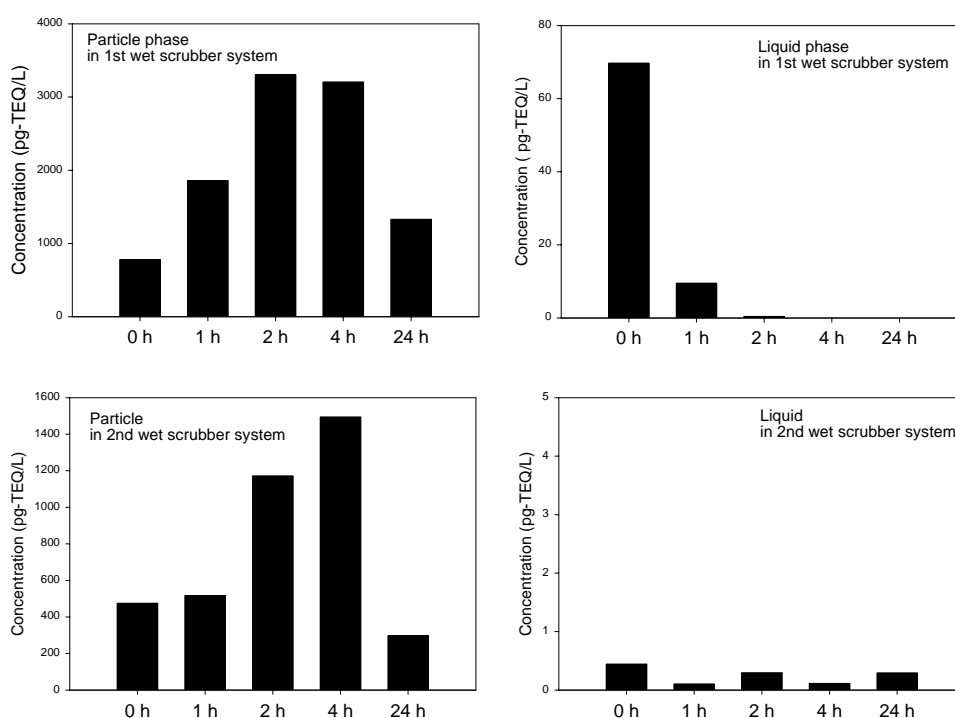 Particle phase
in 1st wet scrubber system
Concentration (pg-TEQ/L)
4000
3000
2000
1000
0
0 h 1 h 2 h 4 h 24 h
Liquid phase
in 1st wet scrubber system
Concentration ( pg-TEQ/L)
80
60
40
20
0
0 h 1 h 2 h 4 h 24 h
Particle
in 2nd wet scrubber system
Concentration (pg-TEQ/L)
1600
1400
1200
1000
800
600
400
200
0
0 h 1 h 2 h 4 h 24 h
Liquid
in 2nd wet scrubber system
Concentration (pg-TEQ/L)
5
4
3
2
1
0
0 h 1 h 2 h 4 h 24 h